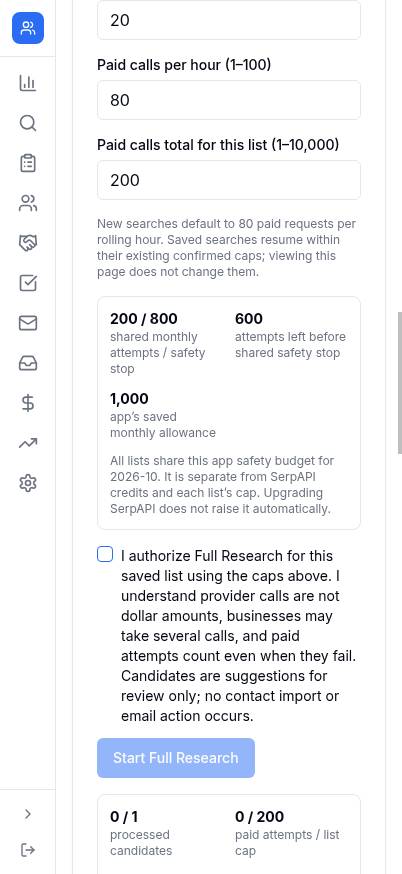 20
Paid calls per hour (1–100)
80
Paid calls total for this list (1–10,000)
200
New searches default to 80 paid requests per
rolling hour. Saved searches resume within
their existing confirmed caps; viewing this
page does not change them.
200 / 800
shared monthly
attempts / safety
stop
600
attempts left before
shared safety stop
1,000
app's saved
monthly allowance
All lists share this app safety budget for
2026-10. It is separate from SerpAPI
credits and each list's cap. Upgrading
SerpAPI does not raise it automatically.
I authorize Full Research for this
saved list using the caps above. I
understand provider calls are not
dollar amounts, businesses may
take several calls, and paid
attempts count even when they fail.
Candidates are suggestions for
review only; no contact import or
email action occurs.
Start Full Research
0 / 1
processed
candidates
0 / 200
paid attempts / list
cap